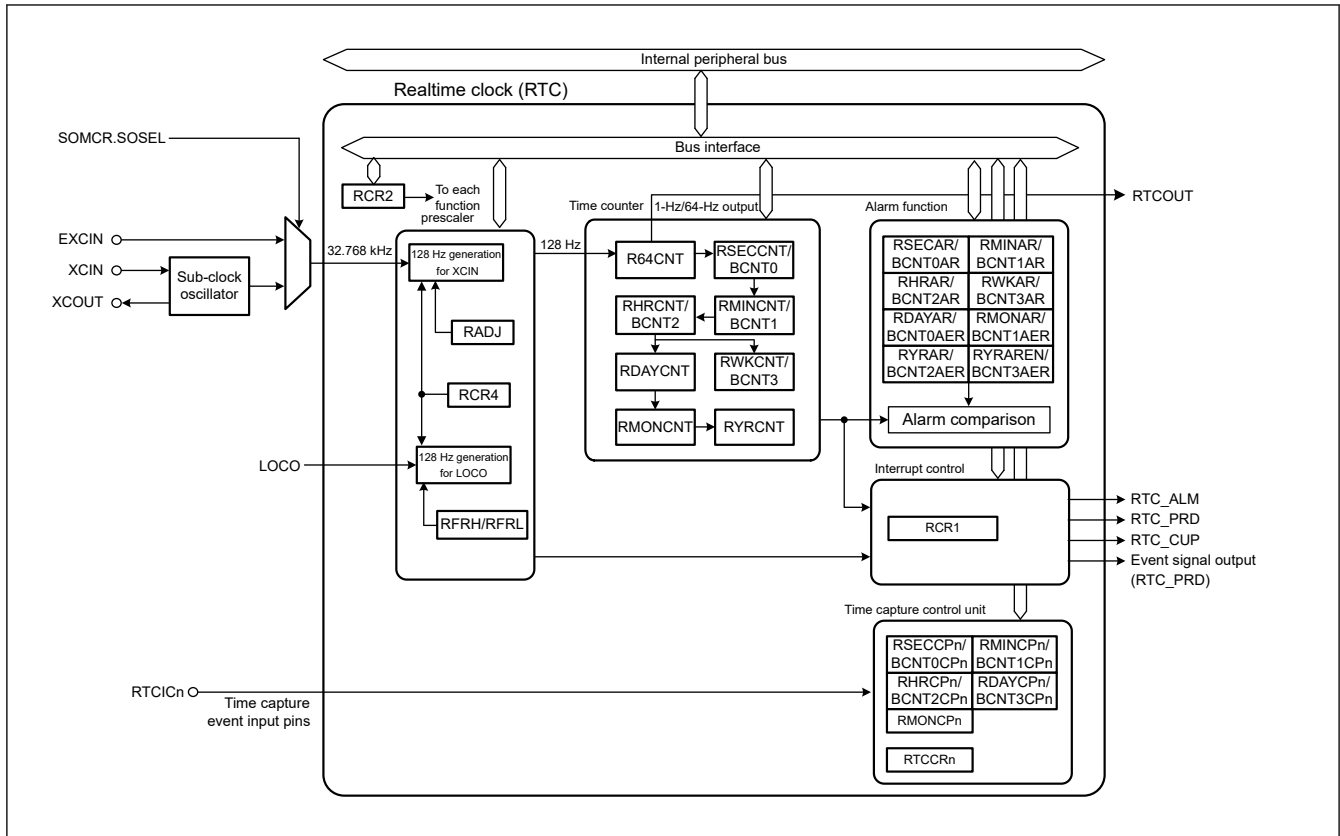 Internal peripheral bus
Realtime clock (RTC)
SOMCR.SOSEL
Bus interface
RCR2
To each
function
prescaler
Time counter
1-Hz/64-Hz output
Alarm function
RTCOUT
EXCIN
XCIN
XCOUT
Sub-clock
oscillator
32.768 kHz
128 Hz generation
for XCIN
128 Hz
RADJ
RCR4
LOCO
128 Hz generation
for LOCO
RFRH/RFRL
R64CNT
RSECCNT/
BCNT0
RHRCNT/
BCNT2
RMINCNT/
BCNT1
RDAYCNT
RWKCNT/
BCNT3
RMONCNT
RYRCNT
RSECAR/
BCNT0AR
RMINAR/
BCNT1AR
RHRAR/
BCNT2AR
RWKAR/
BCNT3AR
RDAYAR/
BCNT0AER
RMONAR/
BCNT1AER
RYRAR/
BCNT2AER
RYRAREN/
BCNT3AER
Alarm comparison
Interrupt control
RCR1
RTC_ALM
RTC_PRD
RTC_CUP
Event signal output
(RTC_PRD)
Time capture control unit
RSECCPn/
BCNT0CPn
RMINCPn/
BCNT1CPn
RHRCPn/
BCNT2CPn
RDAYCPn/
BCNT3CPn
RMONCPn
RTCCRn
RTCICn
Time capture
event input pins